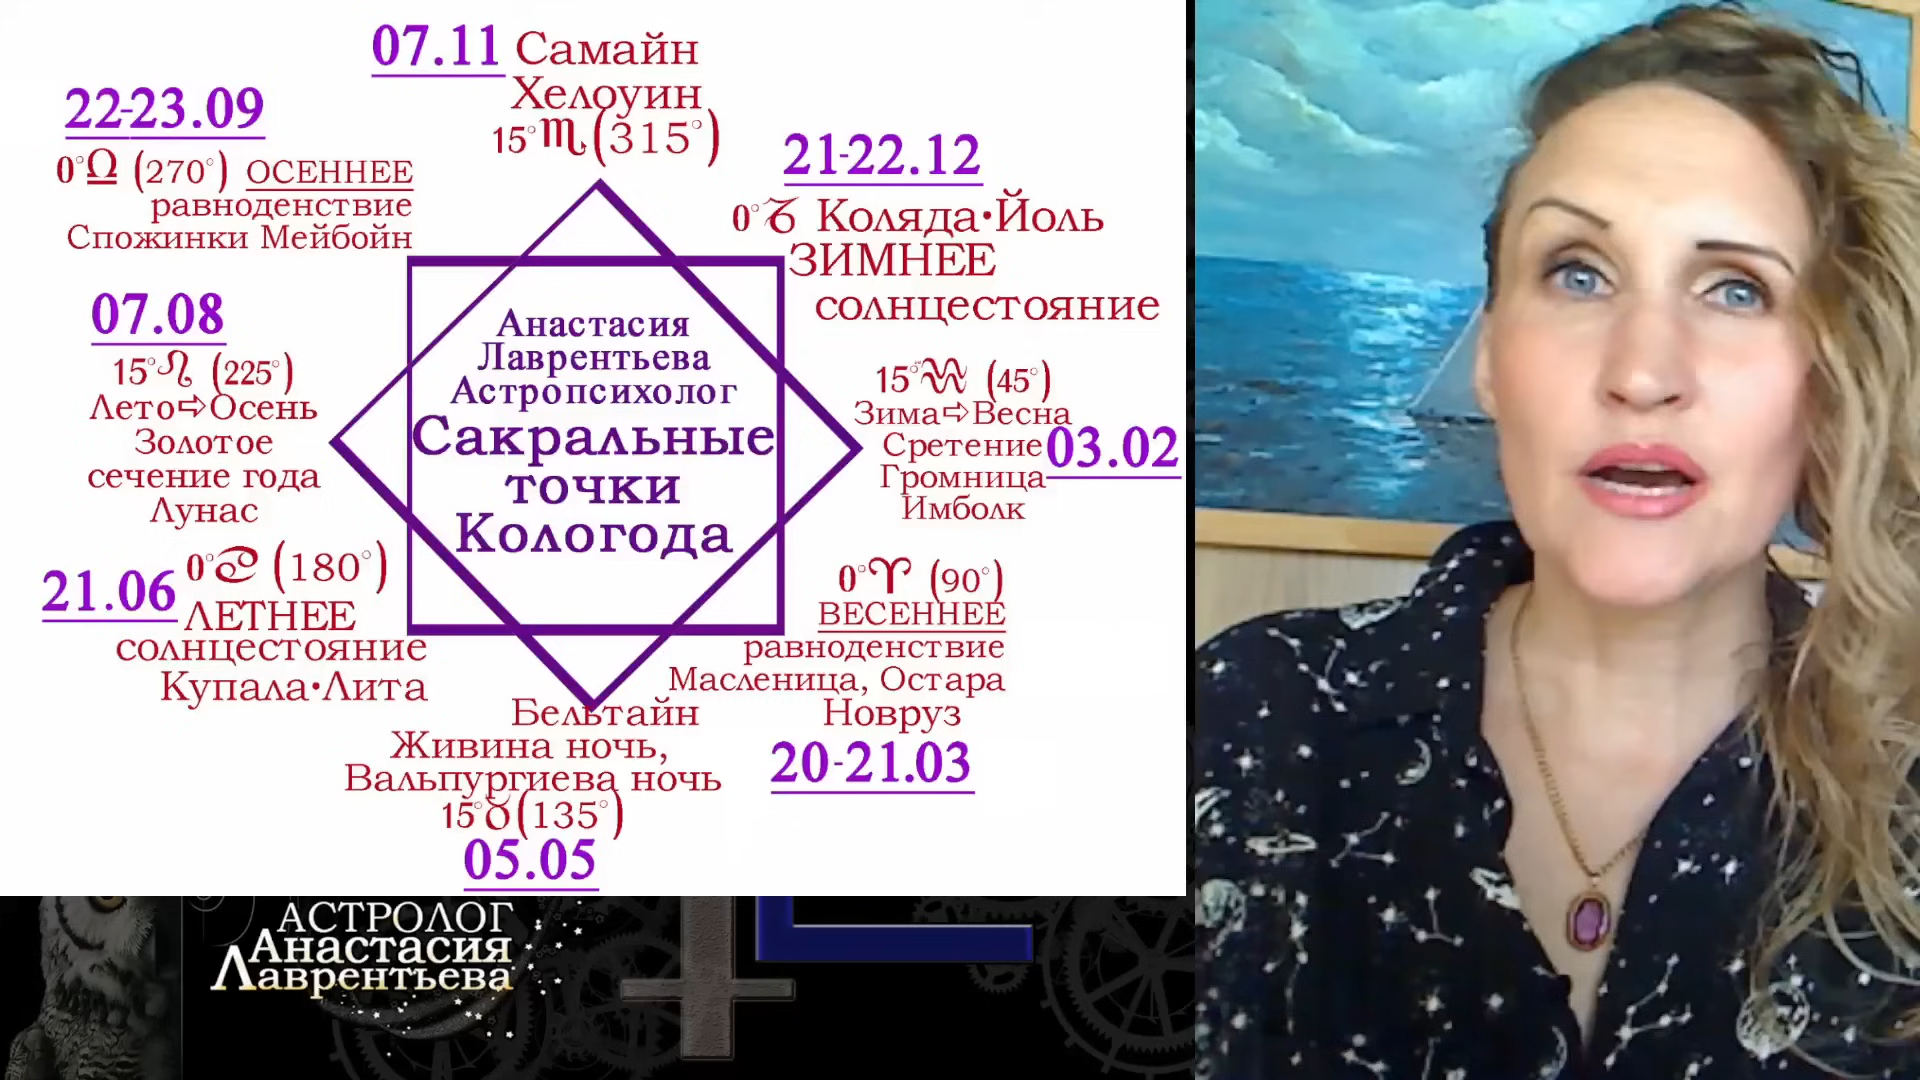 07.11 Самайн
Хелоуин
15°♏(315°)
22-23.09
0°♎ (270°) ОСЕННЕЕ
равноденствие
Спожинки Мейбойн
21-22.12
0°♑ Коляда•Йоль
ЗИМНЕЕ
солнцестояние
07.08
15°♌ (225°)
Лето⇨Осень
Золотое
сечение года
Лунас
Анастасия
Лаврентьева
Астропсихолог
Сакральные
точки
Кологода
15°♒ (45°)
Зима⇨Весна
Сретение 03.02
Громница
Имболк
21.06 0°♋ (180°)
ЛЕТНЕЕ
солнцестояние
Купала•Лита
0°♈ (90°)
ВЕСЕННЕЕ
равноденствие
Масленица, Остара
Новруз
20-21.03
Бельтайн
Живина ночь,
Вальпургиева ночь
15°♉(135°)
05.05
АСТРОЛОГ
Анастасия
Лаврентьева